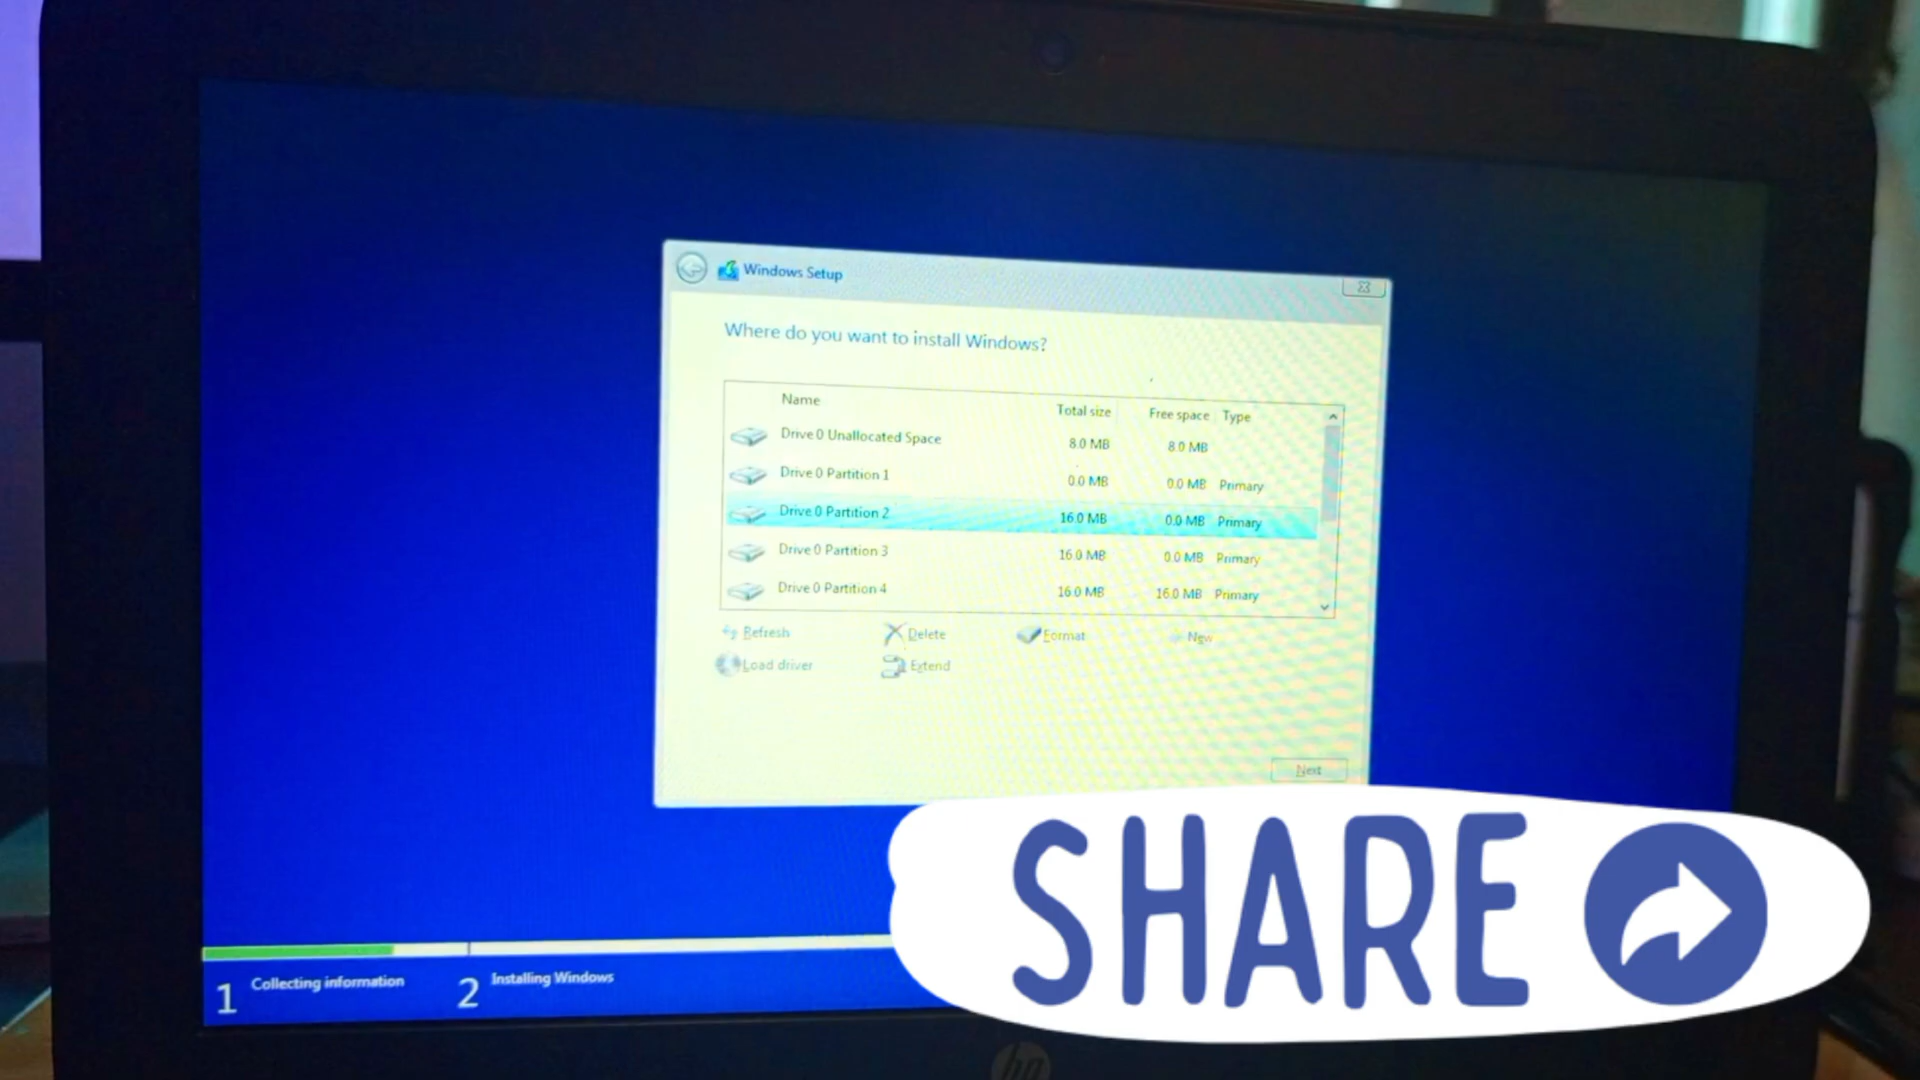 Windows Setup
Where do you want to install Windows?
Name Total size Free space Type
Drive 0 Unallocated Space 8.0 MB 8.0 MB
Drive 0 Partition 1 0.0 MB 0.0 MB Primary
Drive 0 Partition 2 16.0 MB 0.0 MB Primary
Drive 0 Partition 3 16.0 MB 0.0 MB Primary
Drive 0 Partition 4 16.0 MB 16.0 MB Primary
Refresh Delete Format New
Load driver Extend
Next
SHARE
1 Collecting information 2 Installing Windows
hp